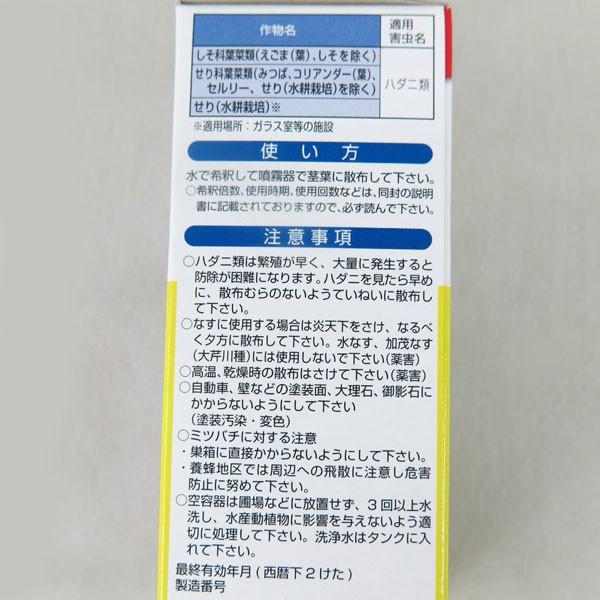 作物名
適用
害虫名
しそ科葉菜類(えごま(葉)、しそを除く)
せり科葉菜類(みつば、コリアンダー(葉)、
セルリー、せり(水耕栽培)を除く)
ハダニ類
せり(水耕栽培)※
※適用場所：ガラス室等の施設
使い方
水で希釈して噴霧器で茎葉に散布して下さい。
○希釈倍数、使用時期、使用回数などは、同封の説明
書に記載されておりますので、必ず読んで下さい。
注意事項
○ハダニ類は繁殖が早く、大量に発生すると
防除が困難になります。ハダニを見たら早め
に、散布むらのないようていねいに散布し
て下さい。
○なすに使用する場合は炎天下をさけ、なるべ
く夕方に散布して下さい。水なす、加茂なす
(大芹川種)には使用しないで下さい(薬害)
○高温、乾燥時の散布はさけて下さい(薬害)
○自動車、壁などの塗装面、大理石、御影石に
かからないようにして下さい
(塗装汚染・変色)
○ミツバチに対する注意
・巣箱に直接かからないようにして下さい。
・養蜂地区では周辺への飛散に注意し危害
防止に努めて下さい。
○空容器は圃場などに放置せず、3回以上水
洗し、水産動植物に影響を与えないよう適
切に処理して下さい。洗浄水はタンクに入
れて下さい。
最終有効年月(西暦下2けた)
製造番号